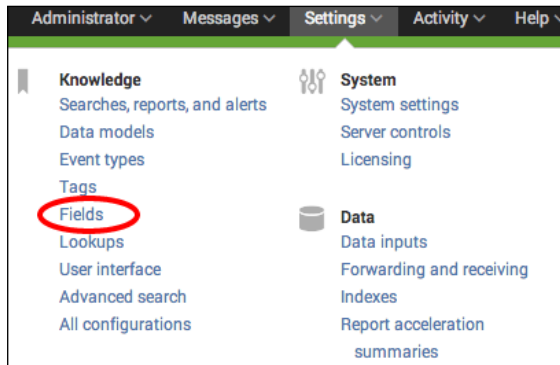 Administrator Messages Settings Activity Help
Knowledge
Searches, reports, and alerts
Data models
Event types
Tags
Fields
Lookups
User interface
Advanced search
All configurations
System
System settings
Server controls
Licensing
Data
Data inputs
Forwarding and receiving
Indexes
Report acceleration
summaries